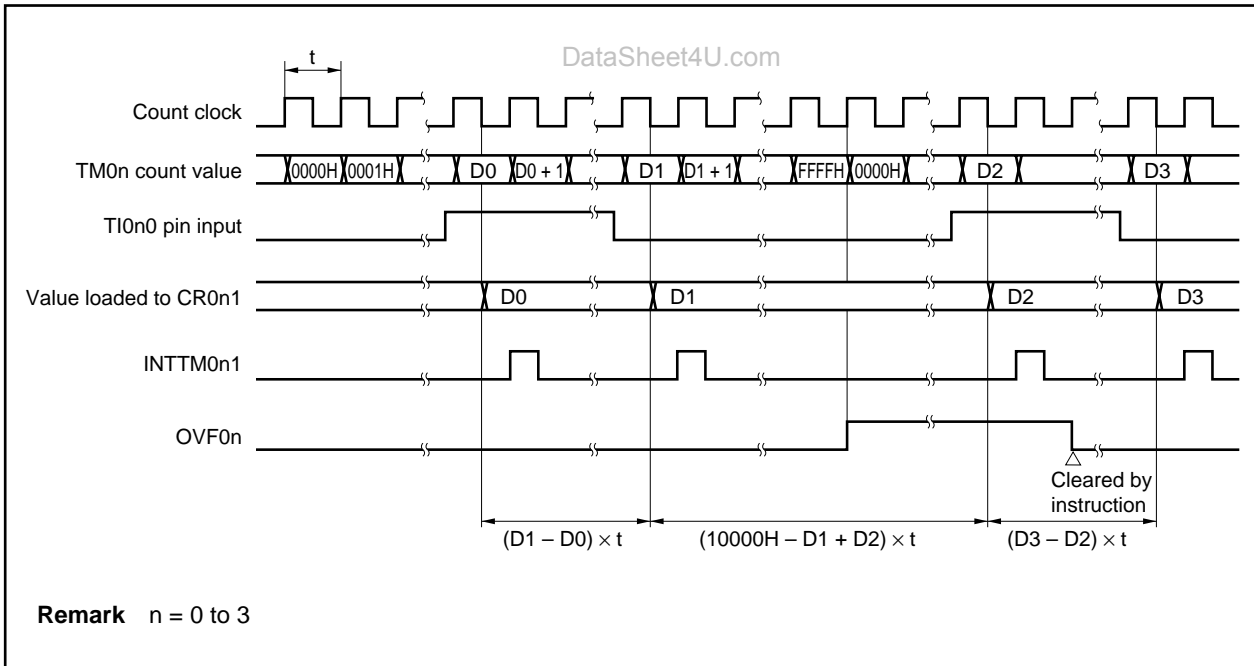 DataSheet4U.com
t
Count clock
TM0n count value 0000H 0001H D0 D0 + 1 D1 D1 + 1 FFFFH 0000H D2 D3
TI0n0 pin input
Value loaded to CR0n1 D0 D1 D2 D3
INTTM0n1
OVF0n
Cleared by
instruction
(D1 – D0) × t (10000H – D1 + D2) × t (D3 – D2) × t
Remark n = 0 to 3